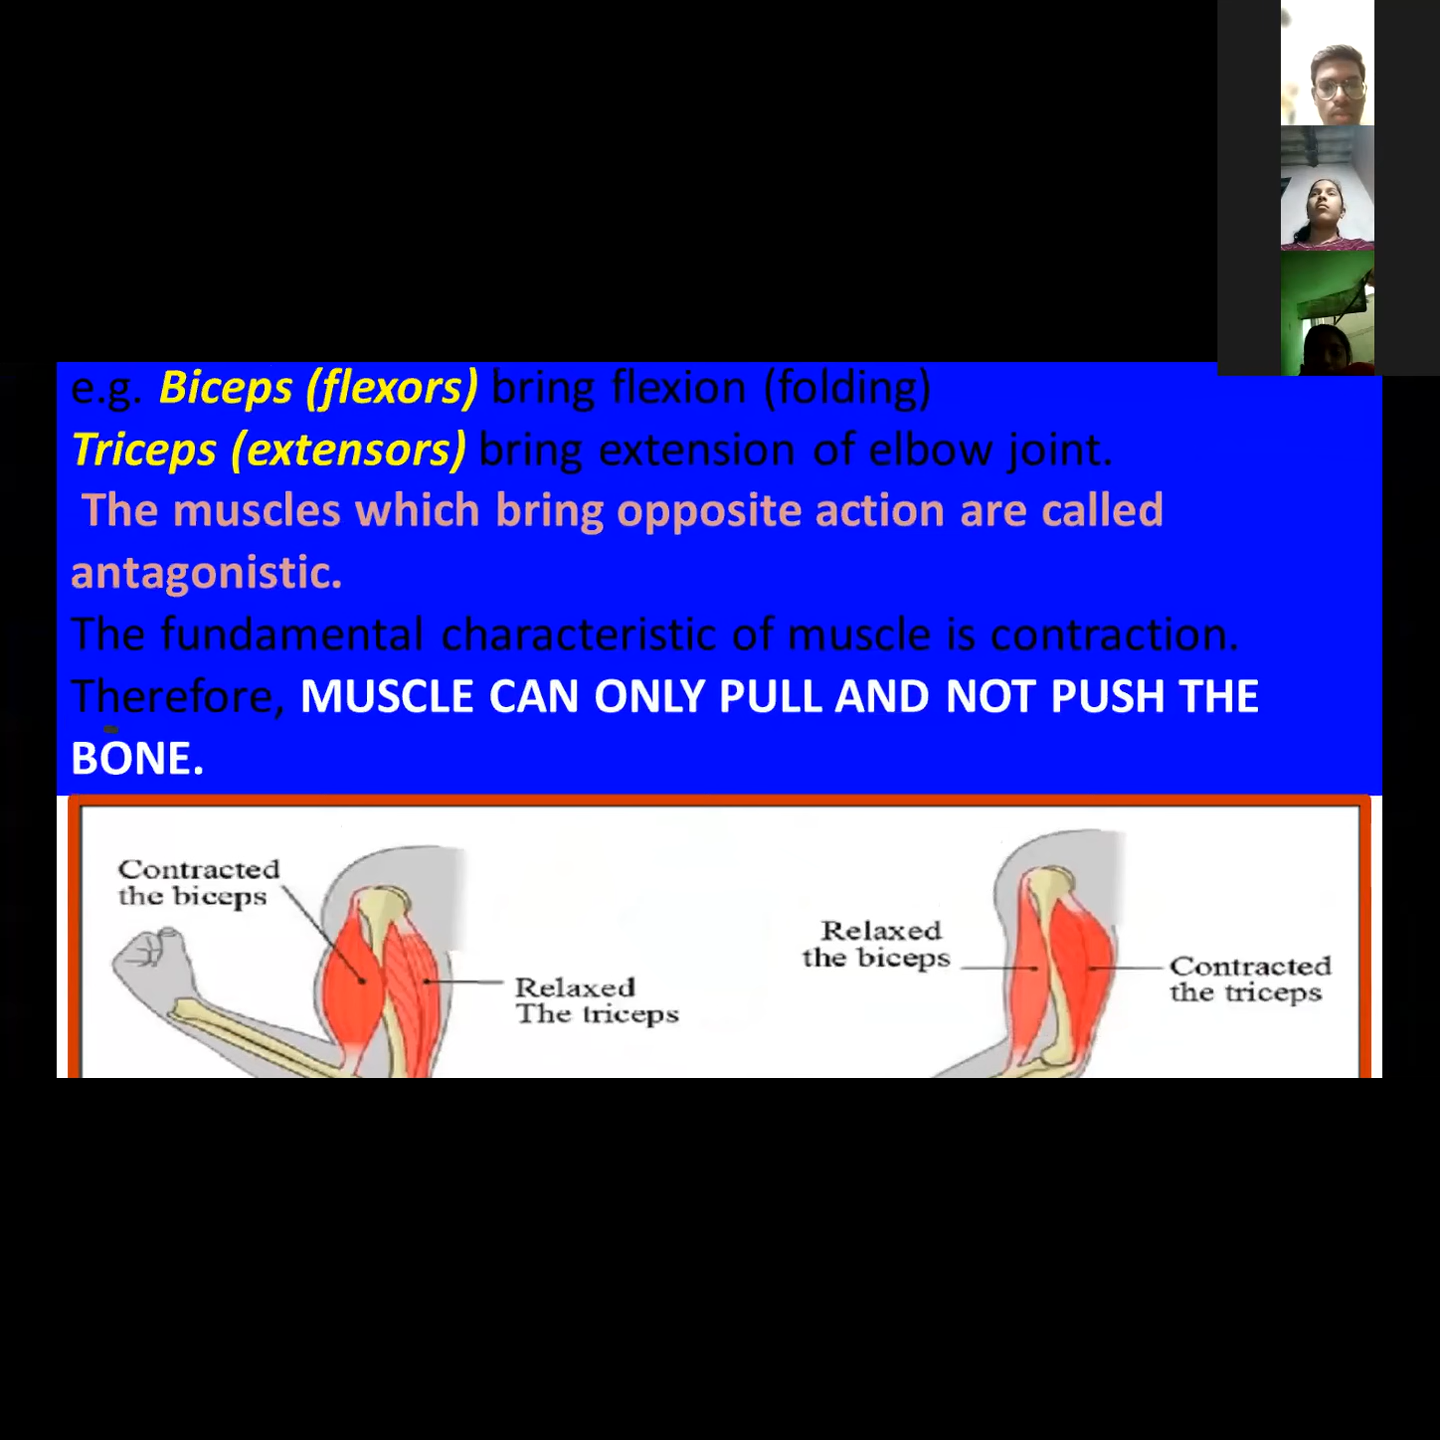 e.g. Biceps (flexors) bring flexion (folding)
Triceps (extensors) bring extension of elbow joint.
The muscles which bring opposite action are called
antagonistic.
The fundamental characteristic of muscle is contraction.
Therefore, MUSCLE CAN ONLY PULL AND NOT PUSH THE
BONE.
Contracted
the biceps
Relaxed
The triceps
Relaxed
the biceps
Contracted
the triceps